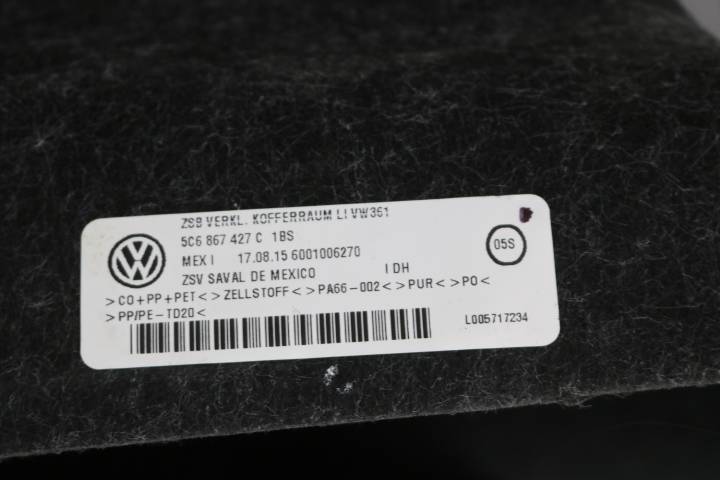 ZSB VERKL. KOFFERRAUM LI VW361
5C6 867 427 C 1BS
MEX I 17.08.15 6001006270
05S
ZSV SAVAL DE MEXICO I DH
>CO+PP+PET<>ZELLSTOFF<>PA66-002<>PUR<>PO<
>PP/PE-TD20<
L005717234